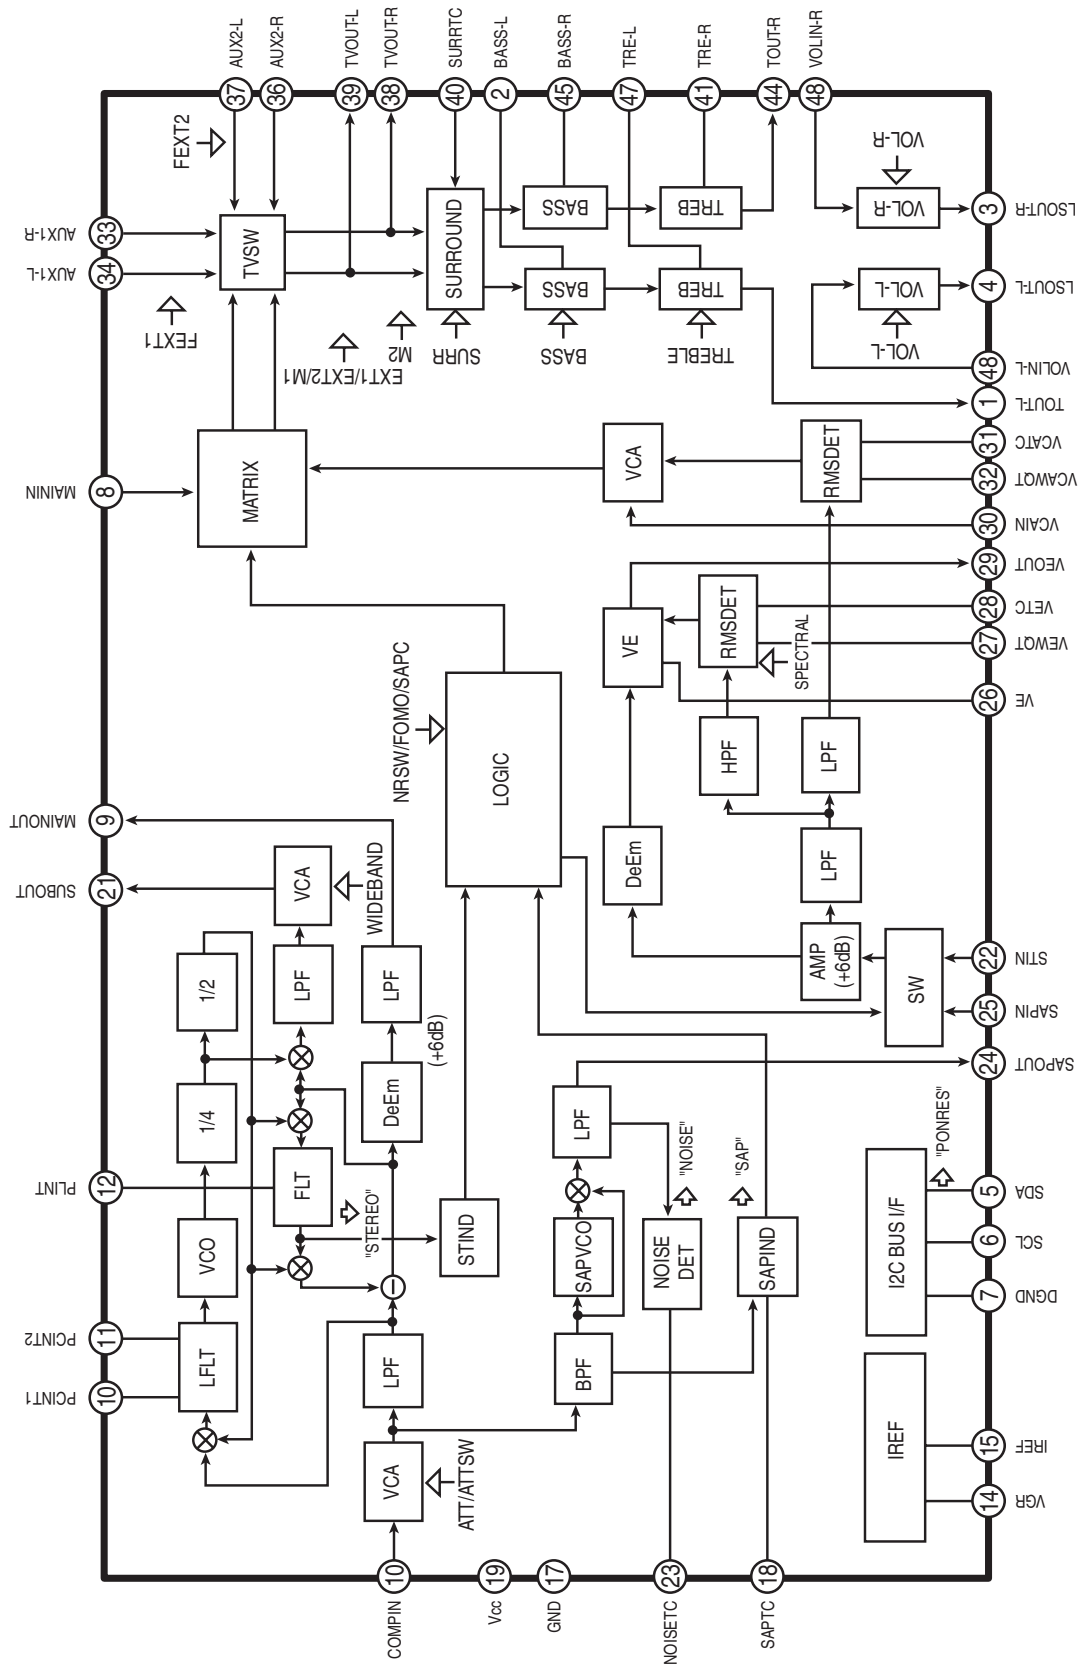 AUX2-L
AUX2-R
TVOUT-L
TVOUT-R
SURRTC
BASS-L
BASS-R
TRE-L
TRE-R
TOUT-R
VOLIN-R
37
36
39
38
40
2
45
47
41
44
48
FEXT2
AUX1-R
33
AUX1-L
34
FEXT1
TVSW
EXT1/EXT2/M1
M2
SURROUND
SURR
BASS
BASS
BASS
TREB
TREB
TREBLE
VOL-R
VOL-R
VOL-L
VOL-L
3
LSOUT-R
4
LSOUT-L
48
VOLIN-L
1
TOUT-L
31
VCATC
32
VCAWQT
30
VCAIN
29
VEOUT
28
VETC
27
VEWQT
26
VE
MAININ
8
MATRIX
VCA
RMSDET
VE
RMSDET
SPECTRAL
HPF
LPF
DeEm
LPF
AMP
(+6dB)
SW
NRSW/FOMO/SAPC
LOGIC
MAINOUT
9
SUBOUT
21
VCA
WIDEBAND
1/2
LPF
LPF
(+6dB)
1/4
DeEm
PLINT
12
FLT
"STEREO"
VCO
STIND
PCINT2
11
PCINT1
10
LFLT
LPF
VCA
ATT/ATTSW
LPF
SAPVCO
BPF
"NOISE"
NOISE
DET
"SAP"
SAPIND
22
STIN
25
SAPIN
24
SAPOUT
"PONRES"
I2C BUS I/F
5
SDA
6
SCL
7
DGND
IREF
15
IREF
14
VGR
10
19
17
23
18
COMPIN
Vcc
GND
NOISETC
SAPTC